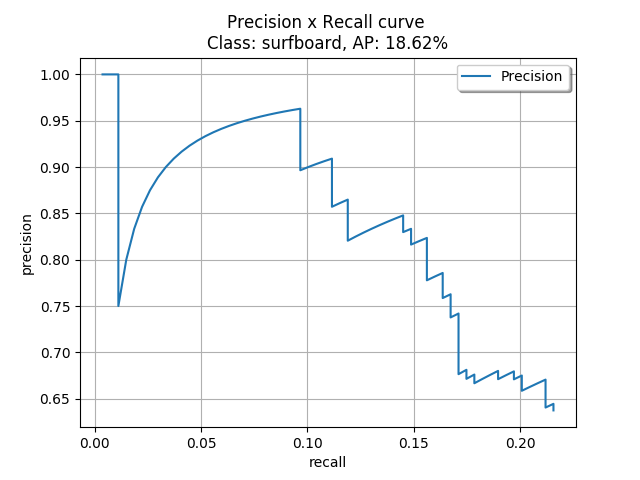 Precision x Recall curve
Class: surfboard, AP: 18.62%
Precision
1.00
0.95
0.90
0.85
0.80
0.75
0.70
0.65
precision
0.00 0.05 0.10 0.15 0.20
recall